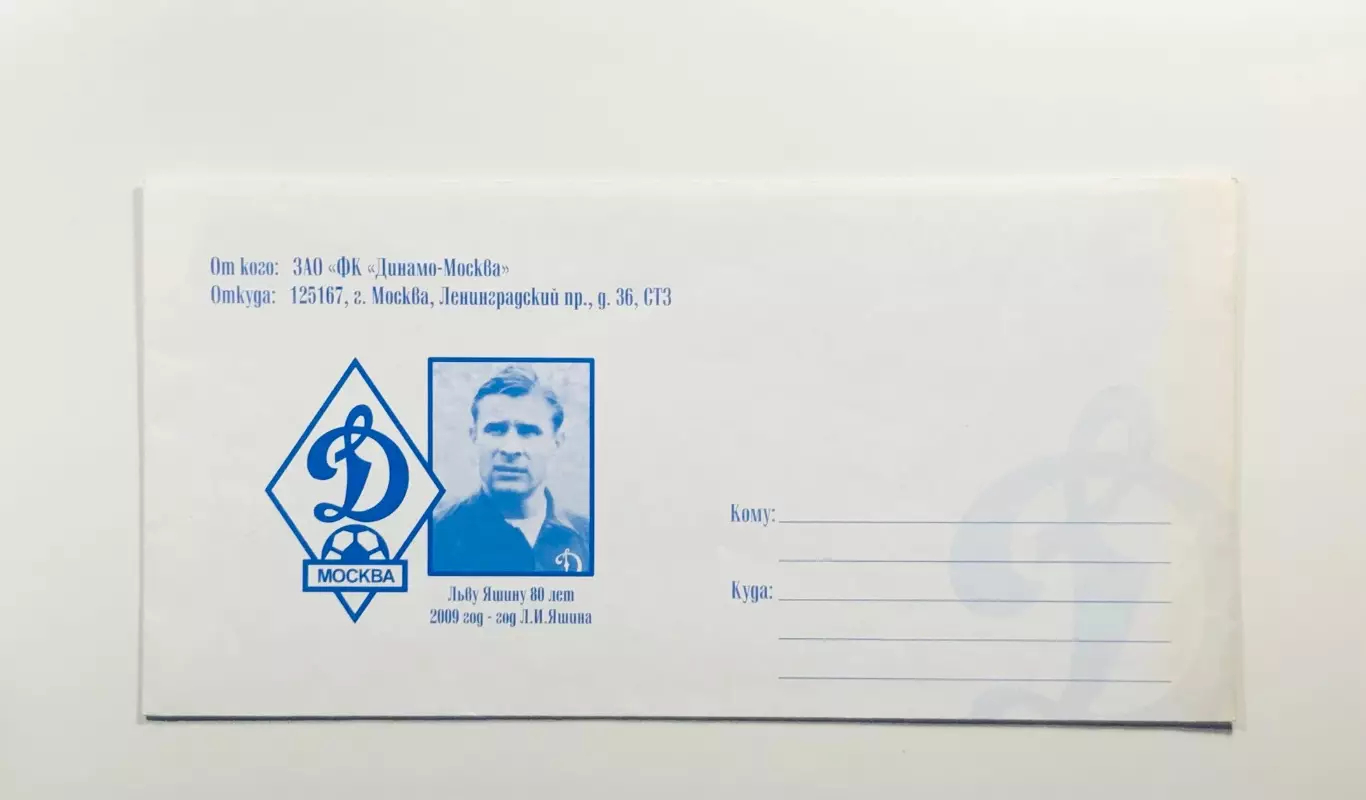 От кого: ЗАО «ФК «Динамо-Москва»
Откуда: 125167, г. Москва, Ленинградский пр., д. 36, СТЗ
Д
МОСКВА
Д
Льву Яшину 80 лет
2009 год - год Л.И.Яшина
Кому:
Куда:
Д